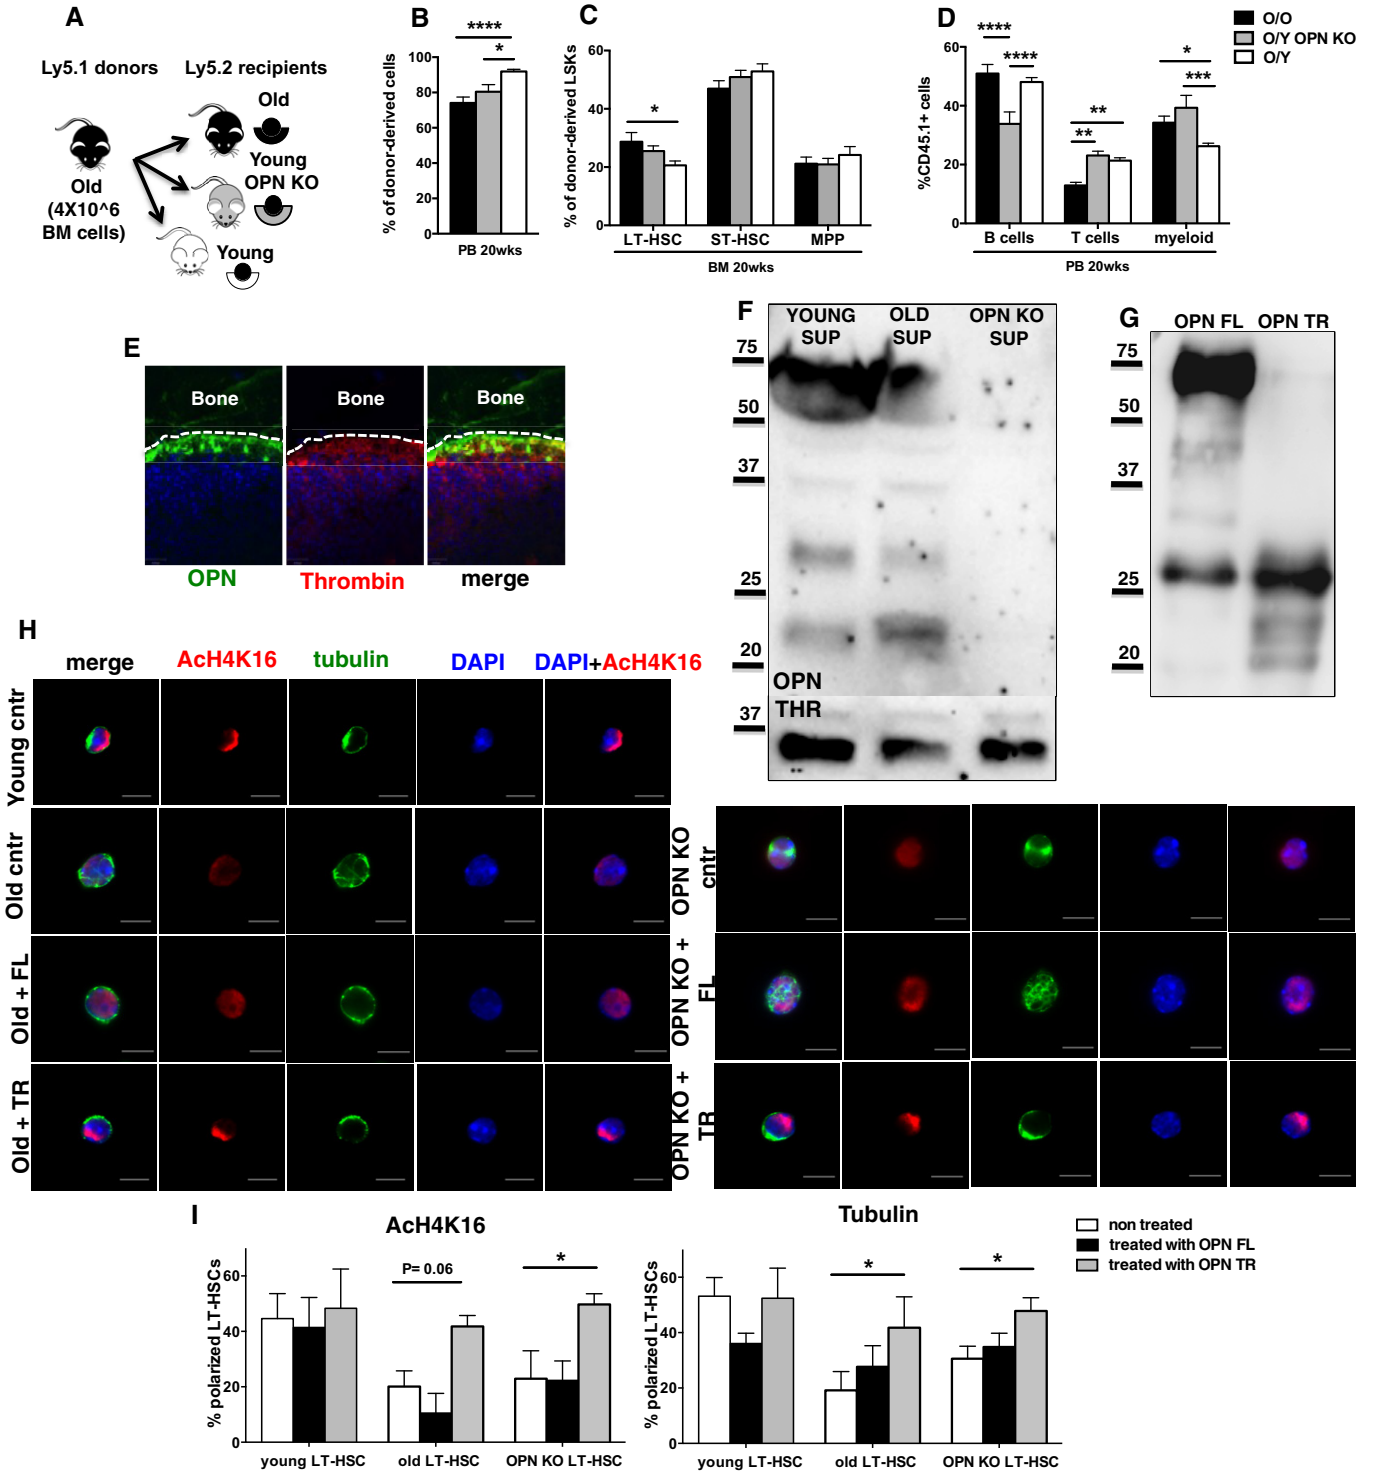 A
Ly5.1 donors
Ly5.2 recipients
Old
Old
(4X10^6
BM cells)
Young
OPN KO
Young
B
****
*
% of donor-derived cells
100
80
60
40
20
0
PB 20wks
C
% of donor-derived LSKs
60
40
20
0
*
LT-HSC
ST-HSC
MPP
BM 20wks
D
%CD45.1+ cells
60
40
20
0
****
****
**
**
*
***
B cells
T cells
myeloid
PB 20wks
O/O
O/Y OPN KO
O/Y
E
Bone
Bone
Bone
OPN
Thrombin
merge
F
YOUNG
SUP
OLD
SUP
OPN KO
SUP
75
50
37
25
20
OPN
THR
37
G
OPN FL
OPN TR
75
50
37
25
20
H
merge
AcH4K16
tubulin
DAPI
DAPI+AcH4K16
Young cntr
Old cntr
Old + FL
Old + TR
OPN KO
cntr
OPN KO +
FL
OPN KO +
TR
I
AcH4K16
% polarized LT-HSCs
60
40
20
0
P= 0.06
*
young LT-HSC
old LT-HSC
OPN KO LT-HSC
Tubulin
% polarized LT-HSCs
60
40
20
0
*
*
young LT-HSC
old LT-HSC
OPN KO LT-HSC
non treated
treated with OPN FL
treated with OPN TR